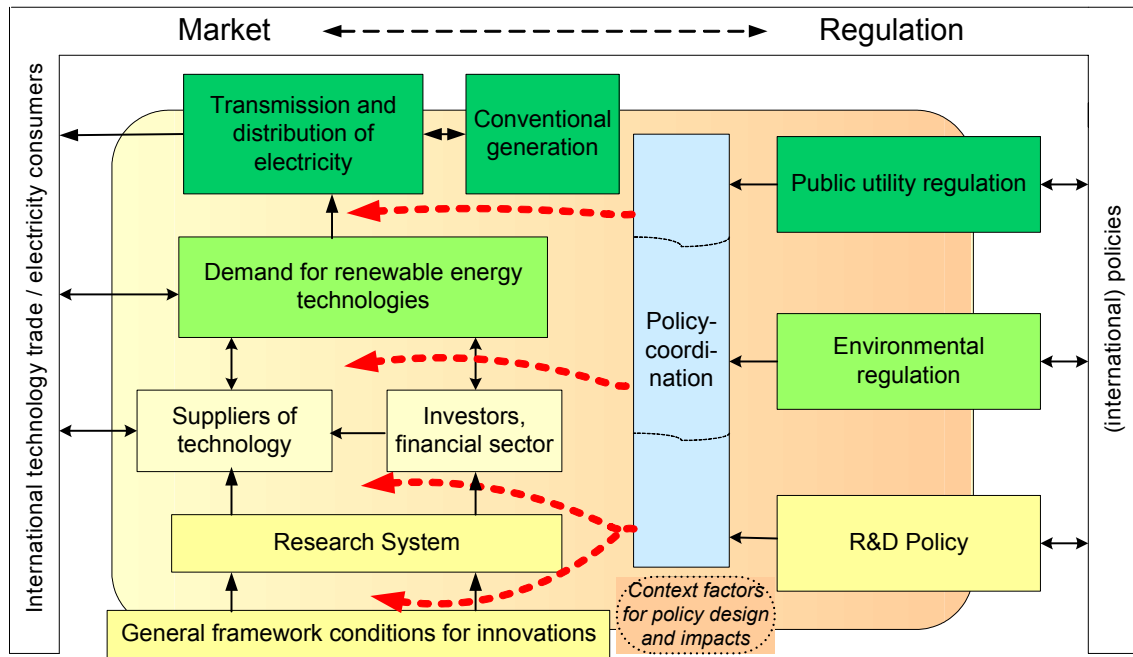 Market
Regulation
International technology trade / electricity consumers
Transmission and
distribution of
electricity
Conventional
generation
Public utility regulation
Demand for renewable energy
technologies
Policy-
coordi-
nation
Environmental
regulation
(international) policies
Suppliers of
technology
Investors,
financial sector
Research System
R&D Policy
General framework conditions for innovations
Context factors
for policy design
and impacts